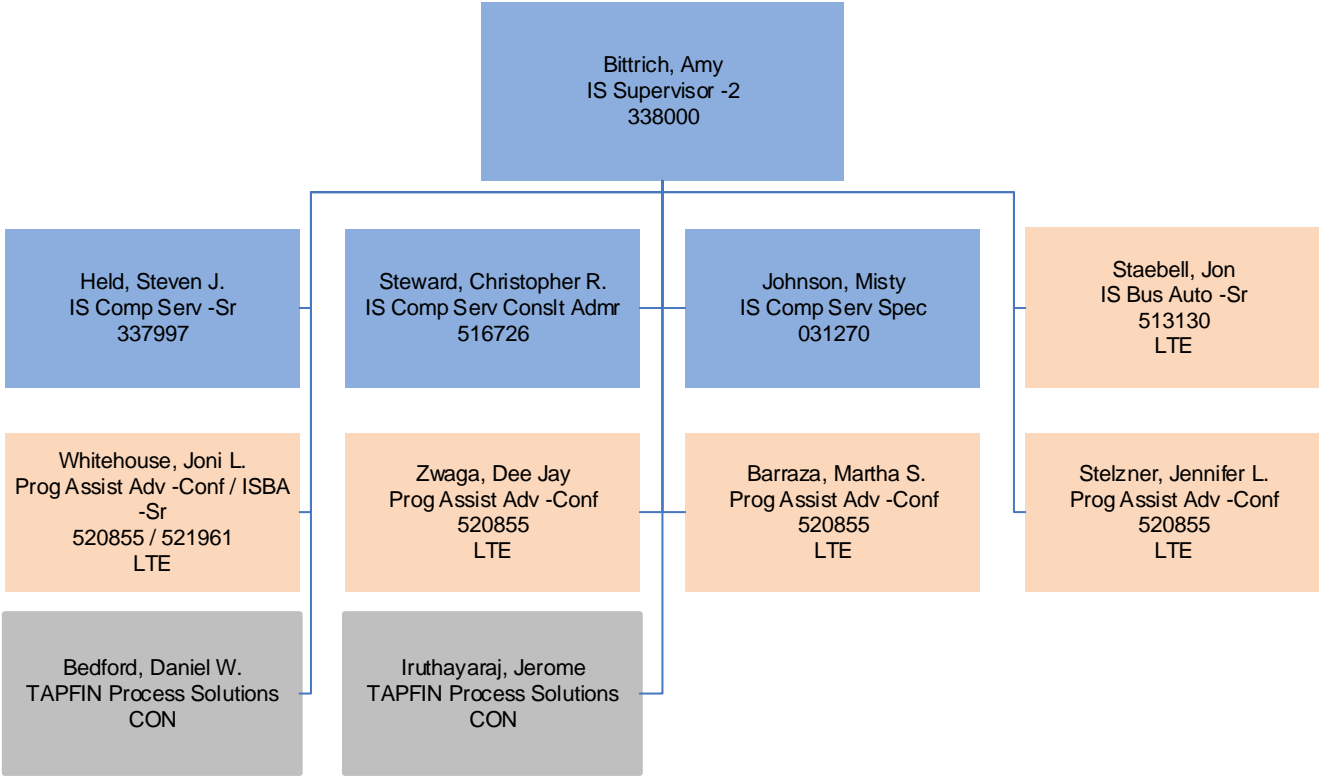 Bittrich, Amy
IS Supervisor -2
338000
Held, Steven J.
IS Comp Serv -Sr
337997
Steward, Christopher R.
IS Comp Serv Conslt Admr
516726
Johnson, Misty
IS Comp Serv Spec
031270
Staebell, Jon
IS Bus Auto -Sr
513130
LTE
Whitehouse, Joni L.
Prog Assist Adv -Conf / ISBA
-Sr
520855 / 521961
LTE
Zwaga, Dee Jay
Prog Assist Adv -Conf
520855
LTE
Barraza, Martha S.
Prog Assist Adv -Conf
520855
LTE
Stelzner, Jennifer L.
Prog Assist Adv -Conf
520855
LTE
Bedford, Daniel W.
TAPFIN Process Solutions
CON
Iruthayaraj, Jerome
TAPFIN Process Solutions
CON